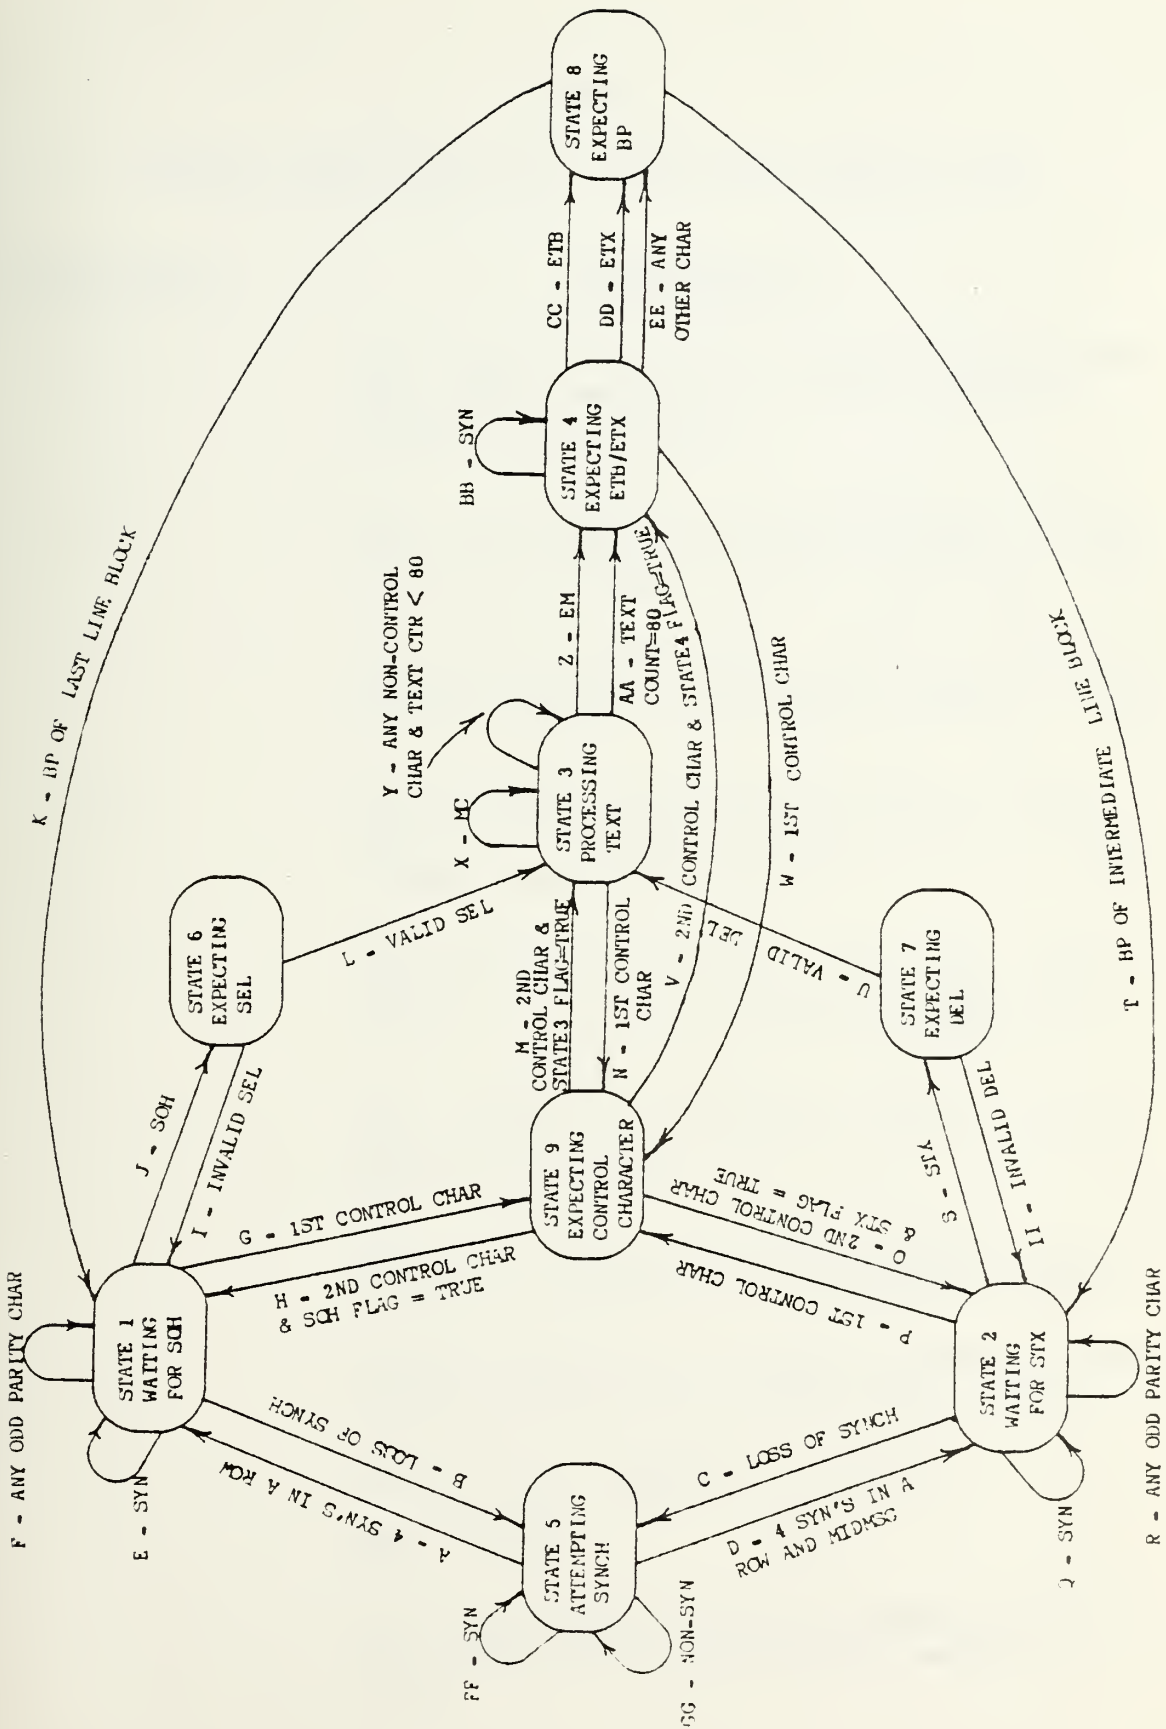 F - ANY ODD PARITY CHAR
E - SYN
STATE 1
WAITING
FOR SOH
K - BP OF LAST LINE BLOCK
J - SOH
I - INVALID SEL
STATE 6
EXPECTING
SEL
L - VALID SEL
G - 1ST CONTROL CHAR
H - 2ND CONTROL CHAR
& SOH FLAG = TRUE
A - 4 SYN'S IN A ROW
B - LOSS OF SYNCH
FF - SYN
STATE 5
ATTEMPTING
SYNCH
GG - NON-SYN
C - LOSS OF SYNCH
D - 4 SYN'S IN A
ROW AND MIDMSG
STATE 9
EXPECTING
CONTROL
CHARACTER
M - 2ND
CONTROL CHAR &
STATE3 FLAG=TRUE
N - 1ST CONTROL
CHAR
X - MC
Y - ANY NON-CONTROL
CHAR & TEXT CTR < 80
STATE 3
PROCESSING
TEXT
Z - EM
AA - TEXT
COUNT=80
BB - SYN
STATE 4
EXPECTING
ETB/ETX
CC - ETB
DD - ETX
EE - ANY
OTHER CHAR
STATE 8
EXPECTING
BP
V - 2ND CONTROL CHAR & STATE4 FLAG=TRUE
W - 1ST CONTROL CHAR
U - VALID DEL
O - 2ND CONTROL CHAR
& STX FLAG = TRUE
P - 1ST CONTROL CHAR
S - STX
II - INVALID DEL
STATE 7
EXPECTING
DEL
STATE 2
WAITING
FOR STX
Q - SYN
R - ANY ODD PARITY CHAR
T - BP OF INTERMEDIATE LINE BLOCK